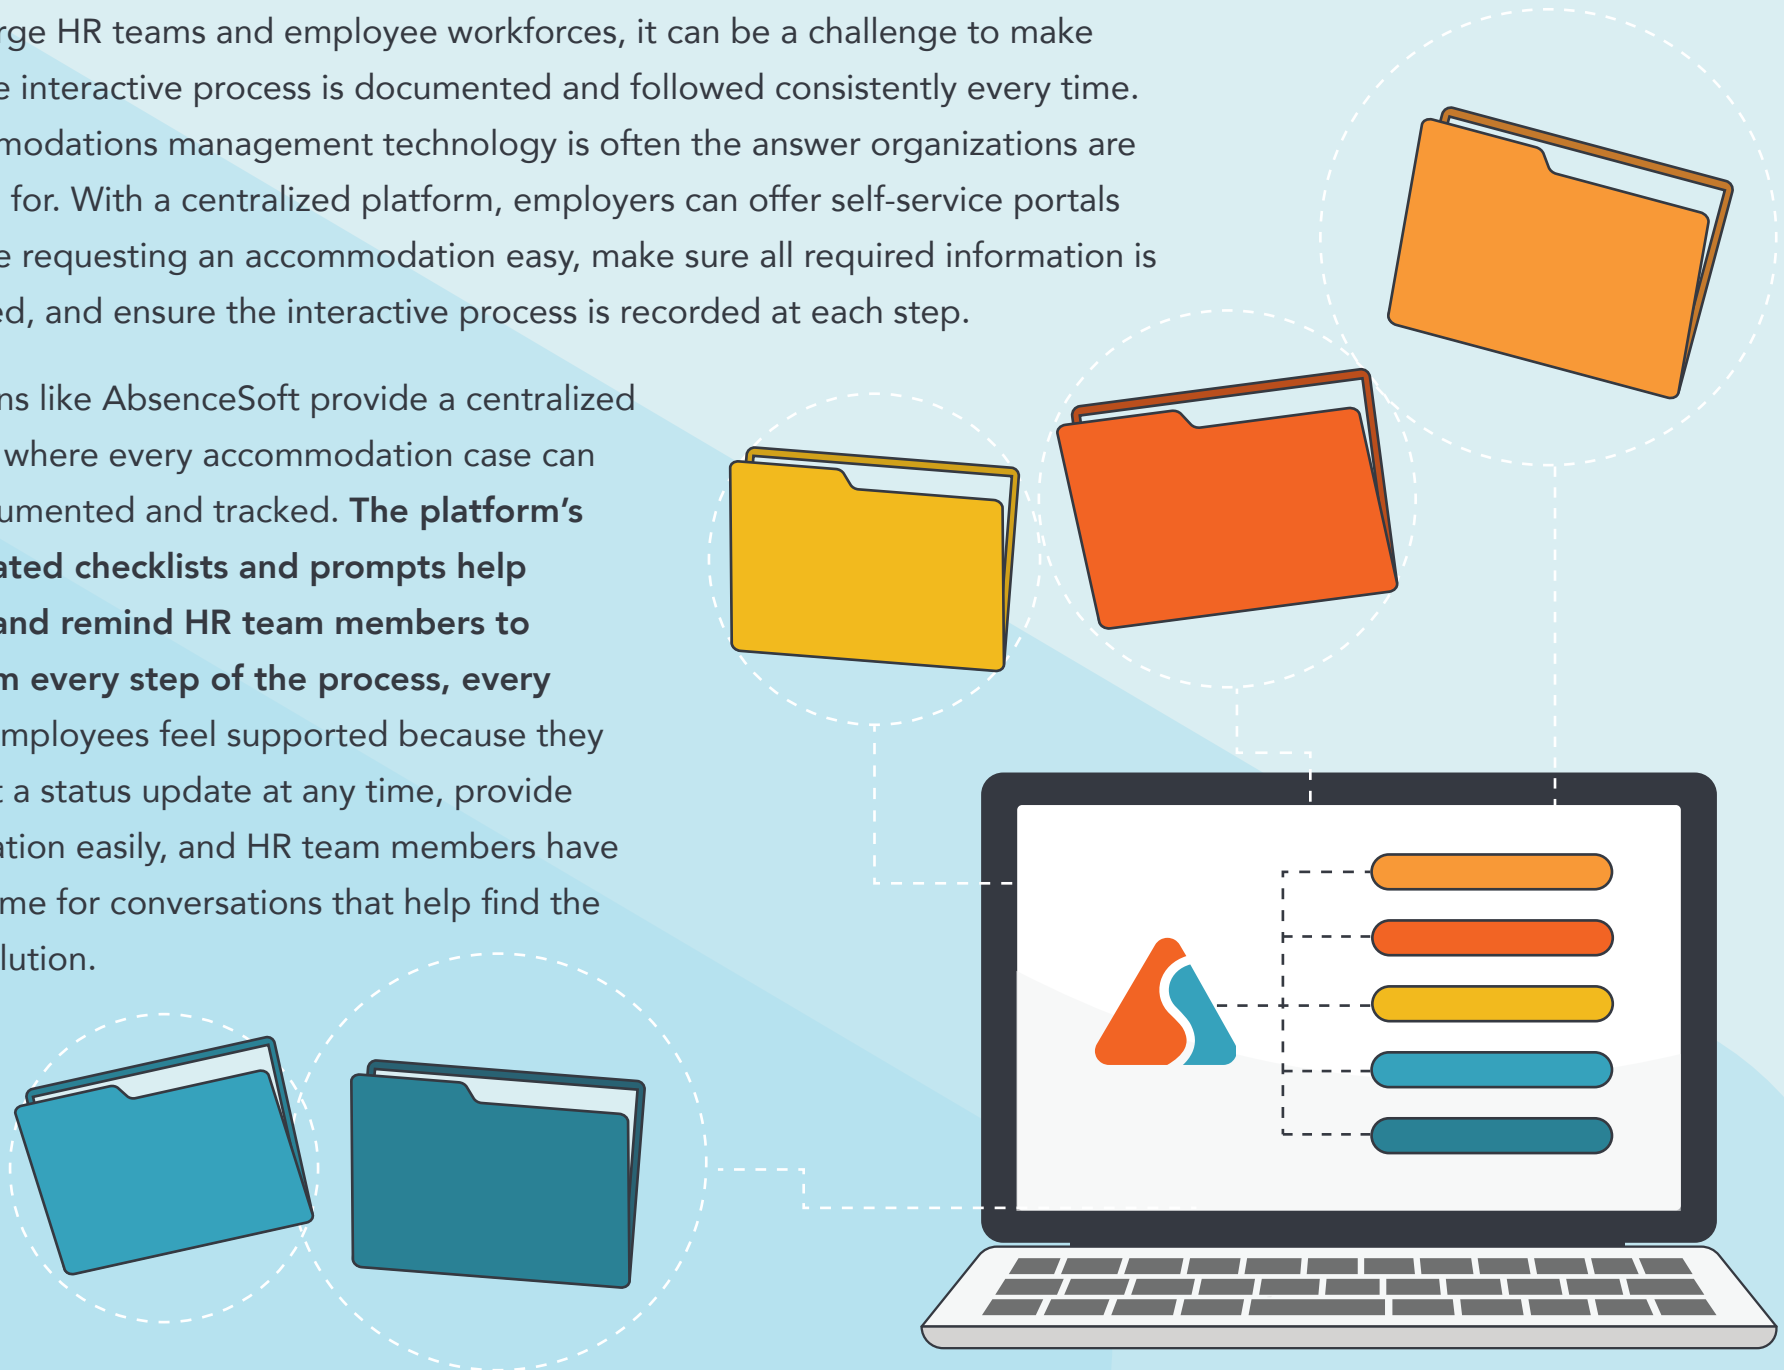 rge HR teams and employee workforces, it can be a challenge to make
e interactive process is documented and followed consistently every time.
mmodations management technology is often the answer organizations are
for. With a centralized platform, employers can offer self-service portals
e requesting an accommodation easy, make sure all required information is
ed, and ensure the interactive process is recorded at each step.
ns like AbsenceSoft provide a centralized
where every accommodation case can
umented and tracked. The platform’s
ated checklists and prompts help
and remind HR team members to
m every step of the process, every
mployees feel supported because they
t a status update at any time, provide
ation easily, and HR team members have
me for conversations that help find the
lution.